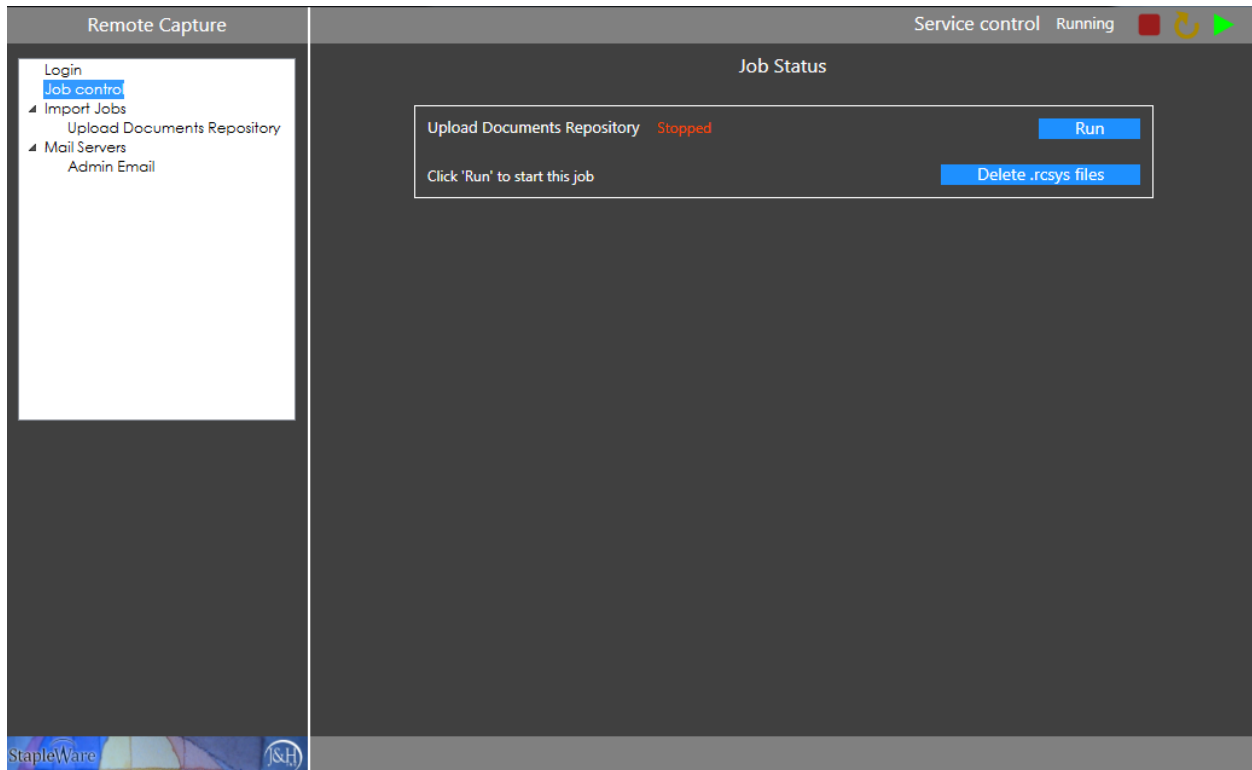 Remote Capture
Service control Running
Login
Job control
Import Jobs
Upload Documents Repository
Mail Servers
Admin Email
Job Status
Upload Documents Repository Stopped
Run
Click 'Run' to start this job
Delete .rcsys files
StapleWare
J&H